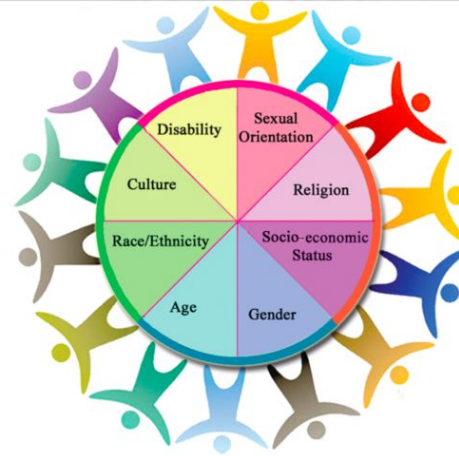 Disability
Sexual
Orientation
Culture
Religion
Race/Ethnicity
Socio-economic
Status
Age
Gender